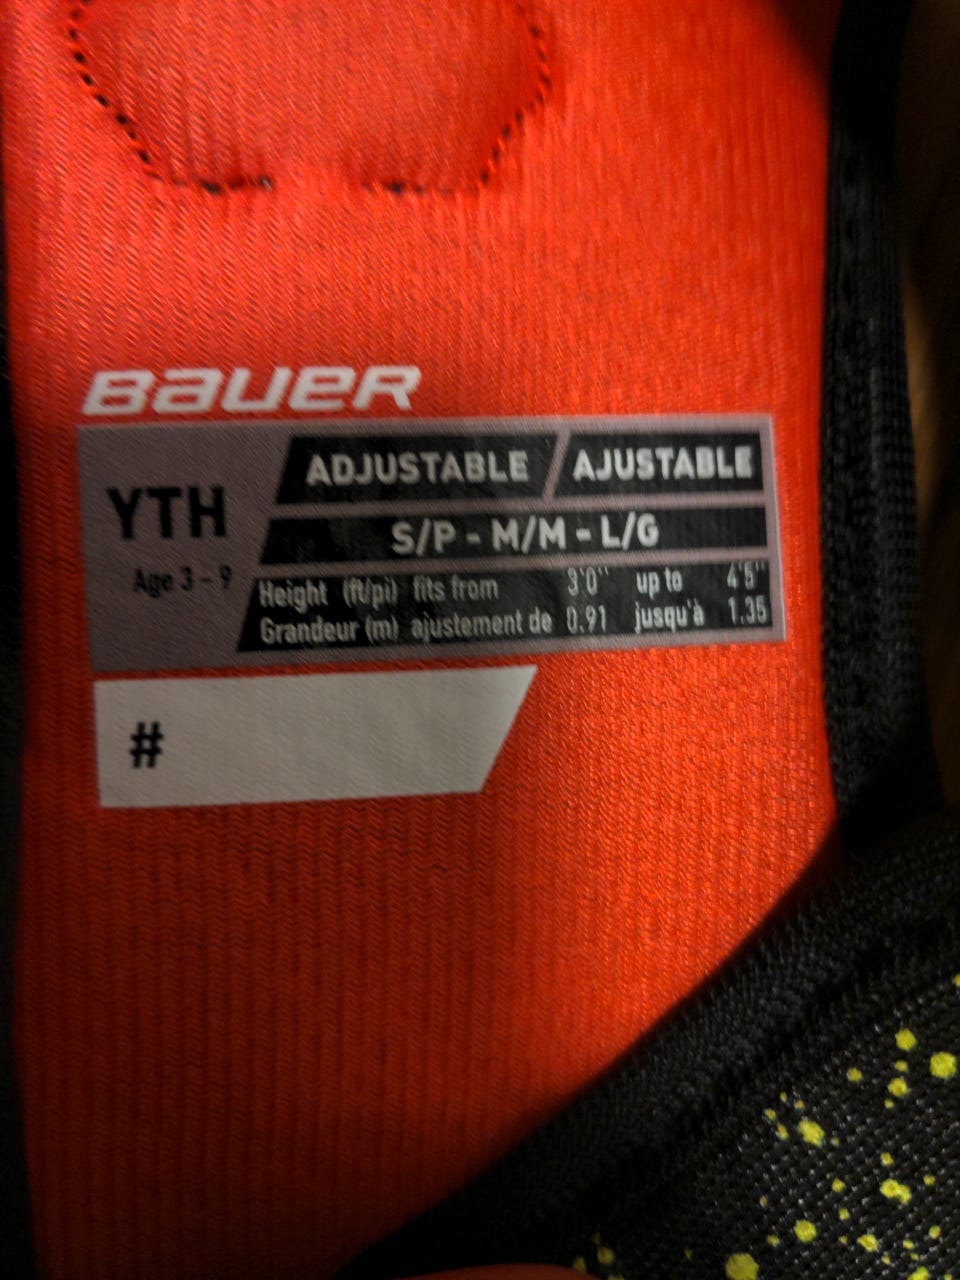 BAUER
YTH
Age 3 - 9
ADJUSTABLE / AJUSTABLE
S/P - M/M - L/G
Height (ft/pi) fits from 3'0'' up to 4'5''
Grandeur (m) ajustement de 0.91 jusqu'à 1.35
#